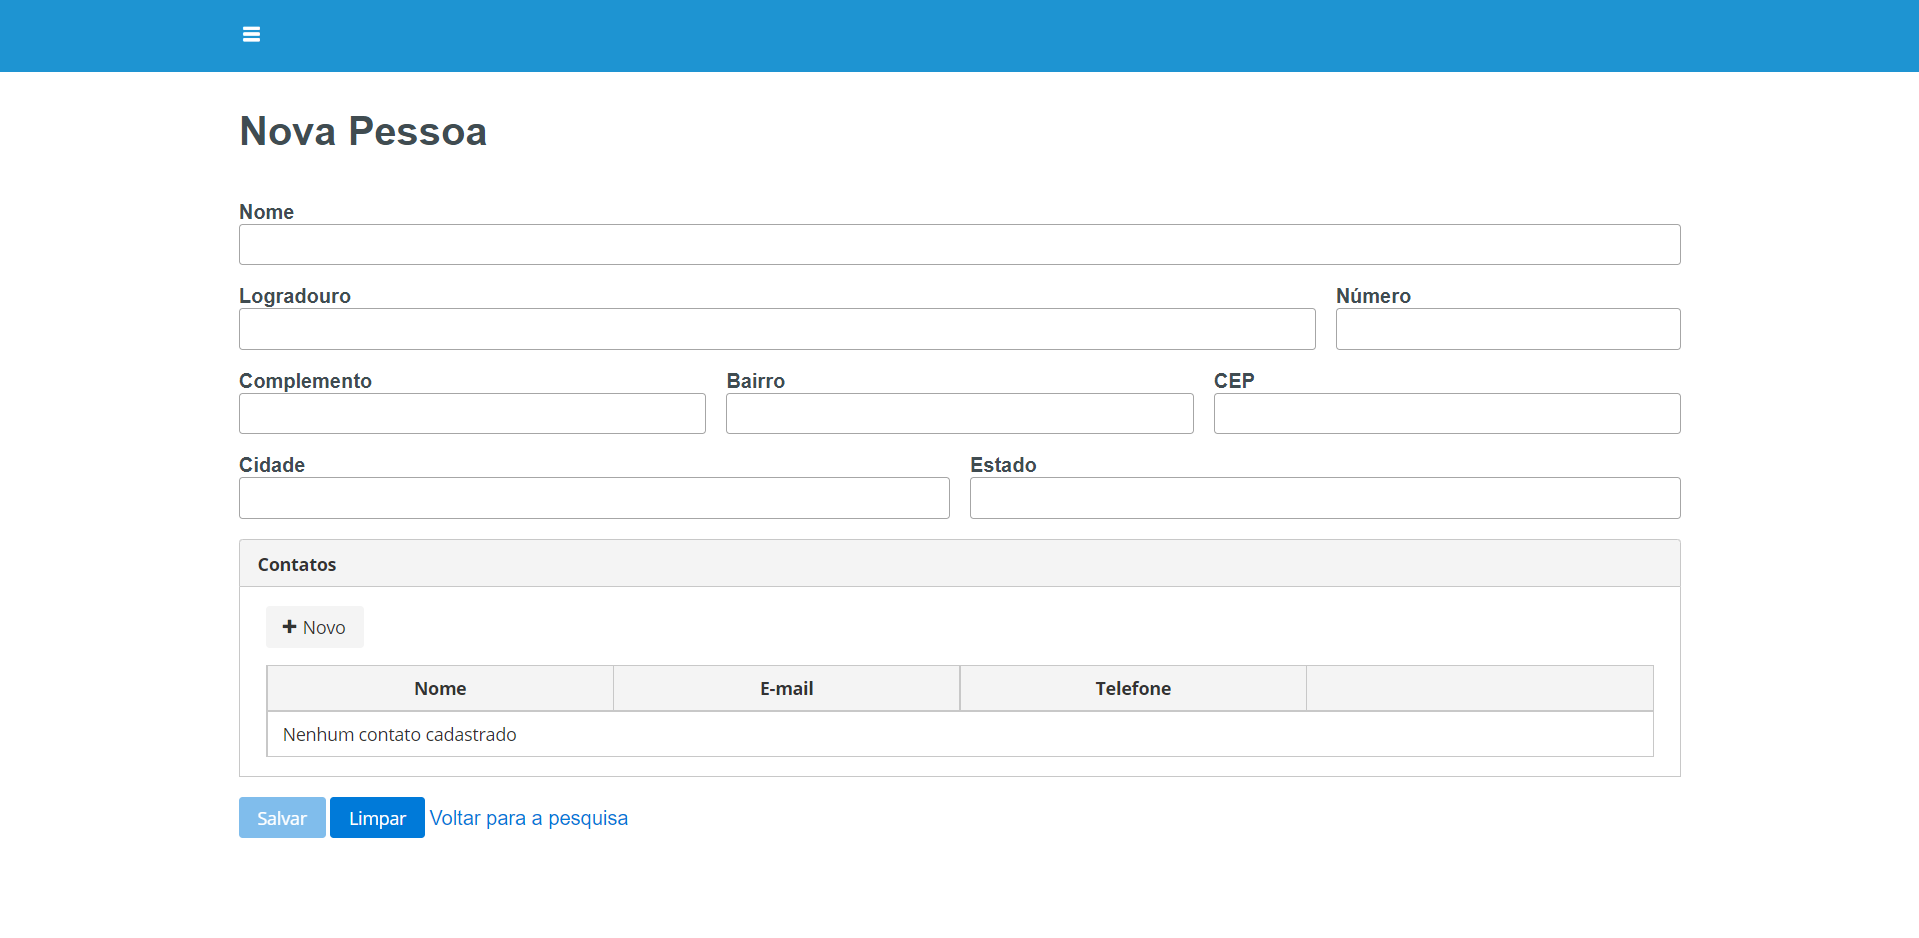 Nova Pessoa
Nome
Logradouro Número
Complemento Bairro CEP
Cidade Estado
Contatos
Novo
Nome E-mail Telefone
Nenhum contato cadastrado
Salvar Limpar Voltar para a pesquisa